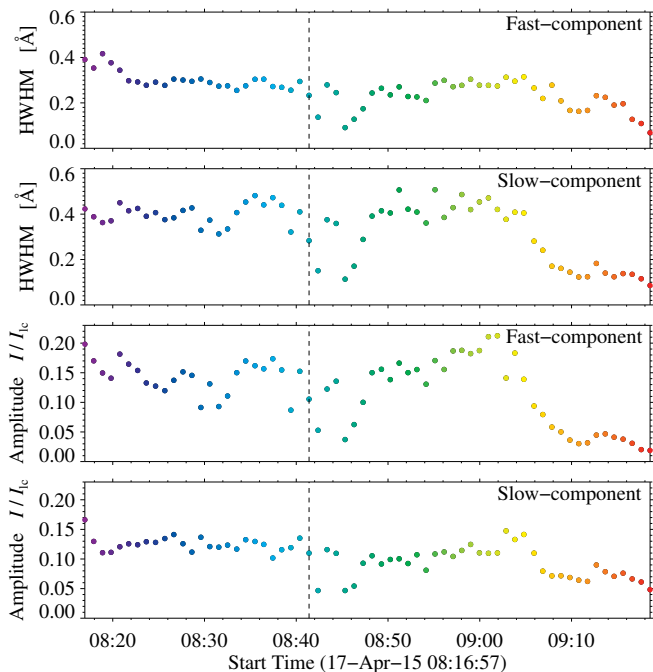 Fast−component
HWHM [Å]
0.6
0.4
0.2
0.0
Slow−component
HWHM [Å]
0.6
0.4
0.2
0.0
Fast−component
Amplitude I / Ilc
0.20
0.15
0.10
0.05
0.00
Slow−component
Amplitude I / Ilc
0.20
0.15
0.10
0.05
0.00
08:20 08:30 08:40 08:50 09:00 09:10
Start Time (17−Apr−15 08:16:57)